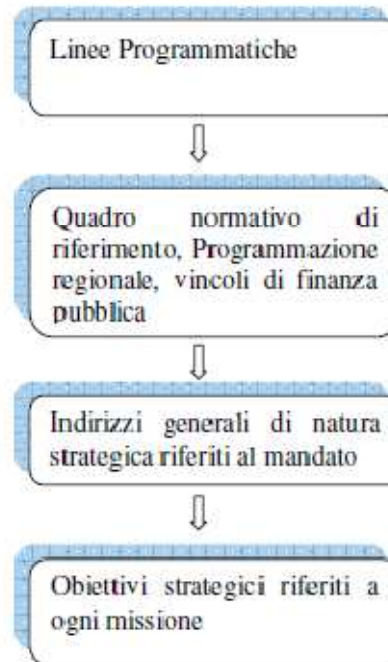 Linee Programmatiche
Quadro normativo di
riferimento, Programmazione
regionale, vincoli di finanza
pubblica
Indirizzi generali di natura
strategica riferiti al mandato
Obiettivi strategici riferiti a
ogni missione